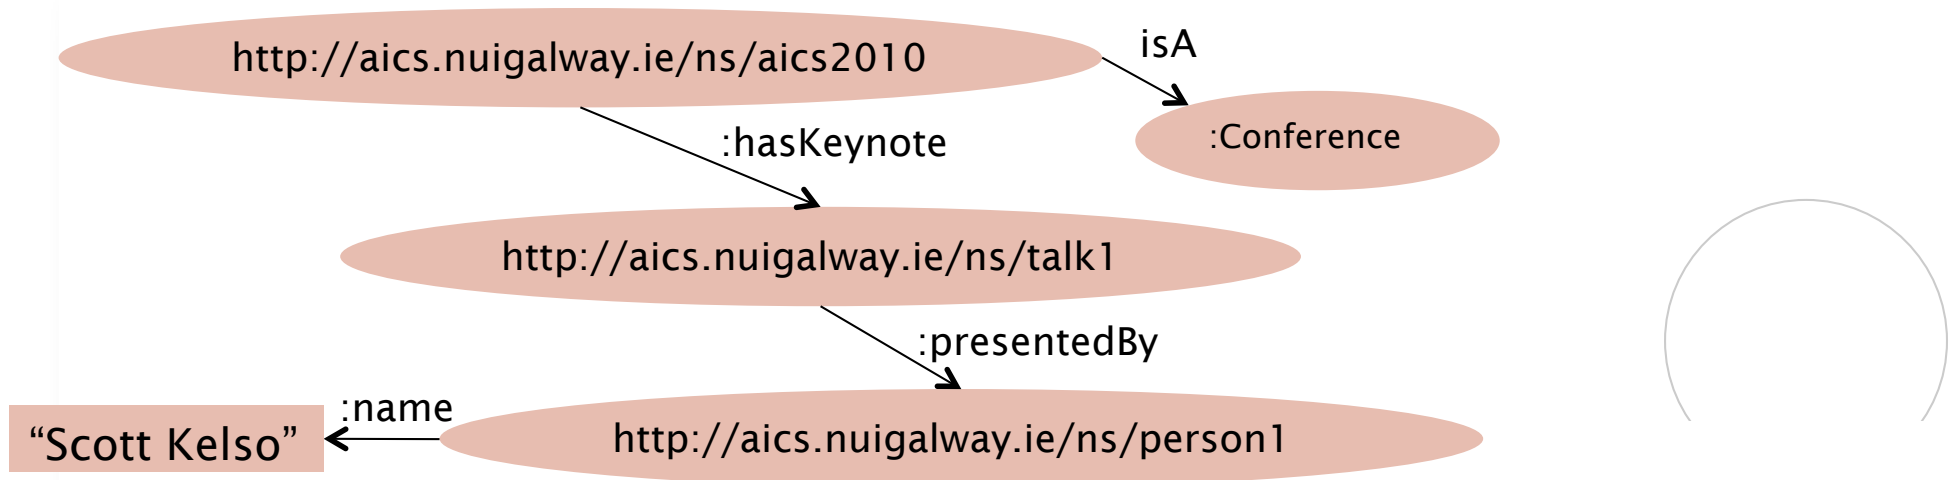 http://aics.nuigalway.ie/ns/aics2010
isA
:Conference
:hasKeynote
http://aics.nuigalway.ie/ns/talk1
:presentedBy
:name
“Scott Kelso”
http://aics.nuigalway.ie/ns/person1